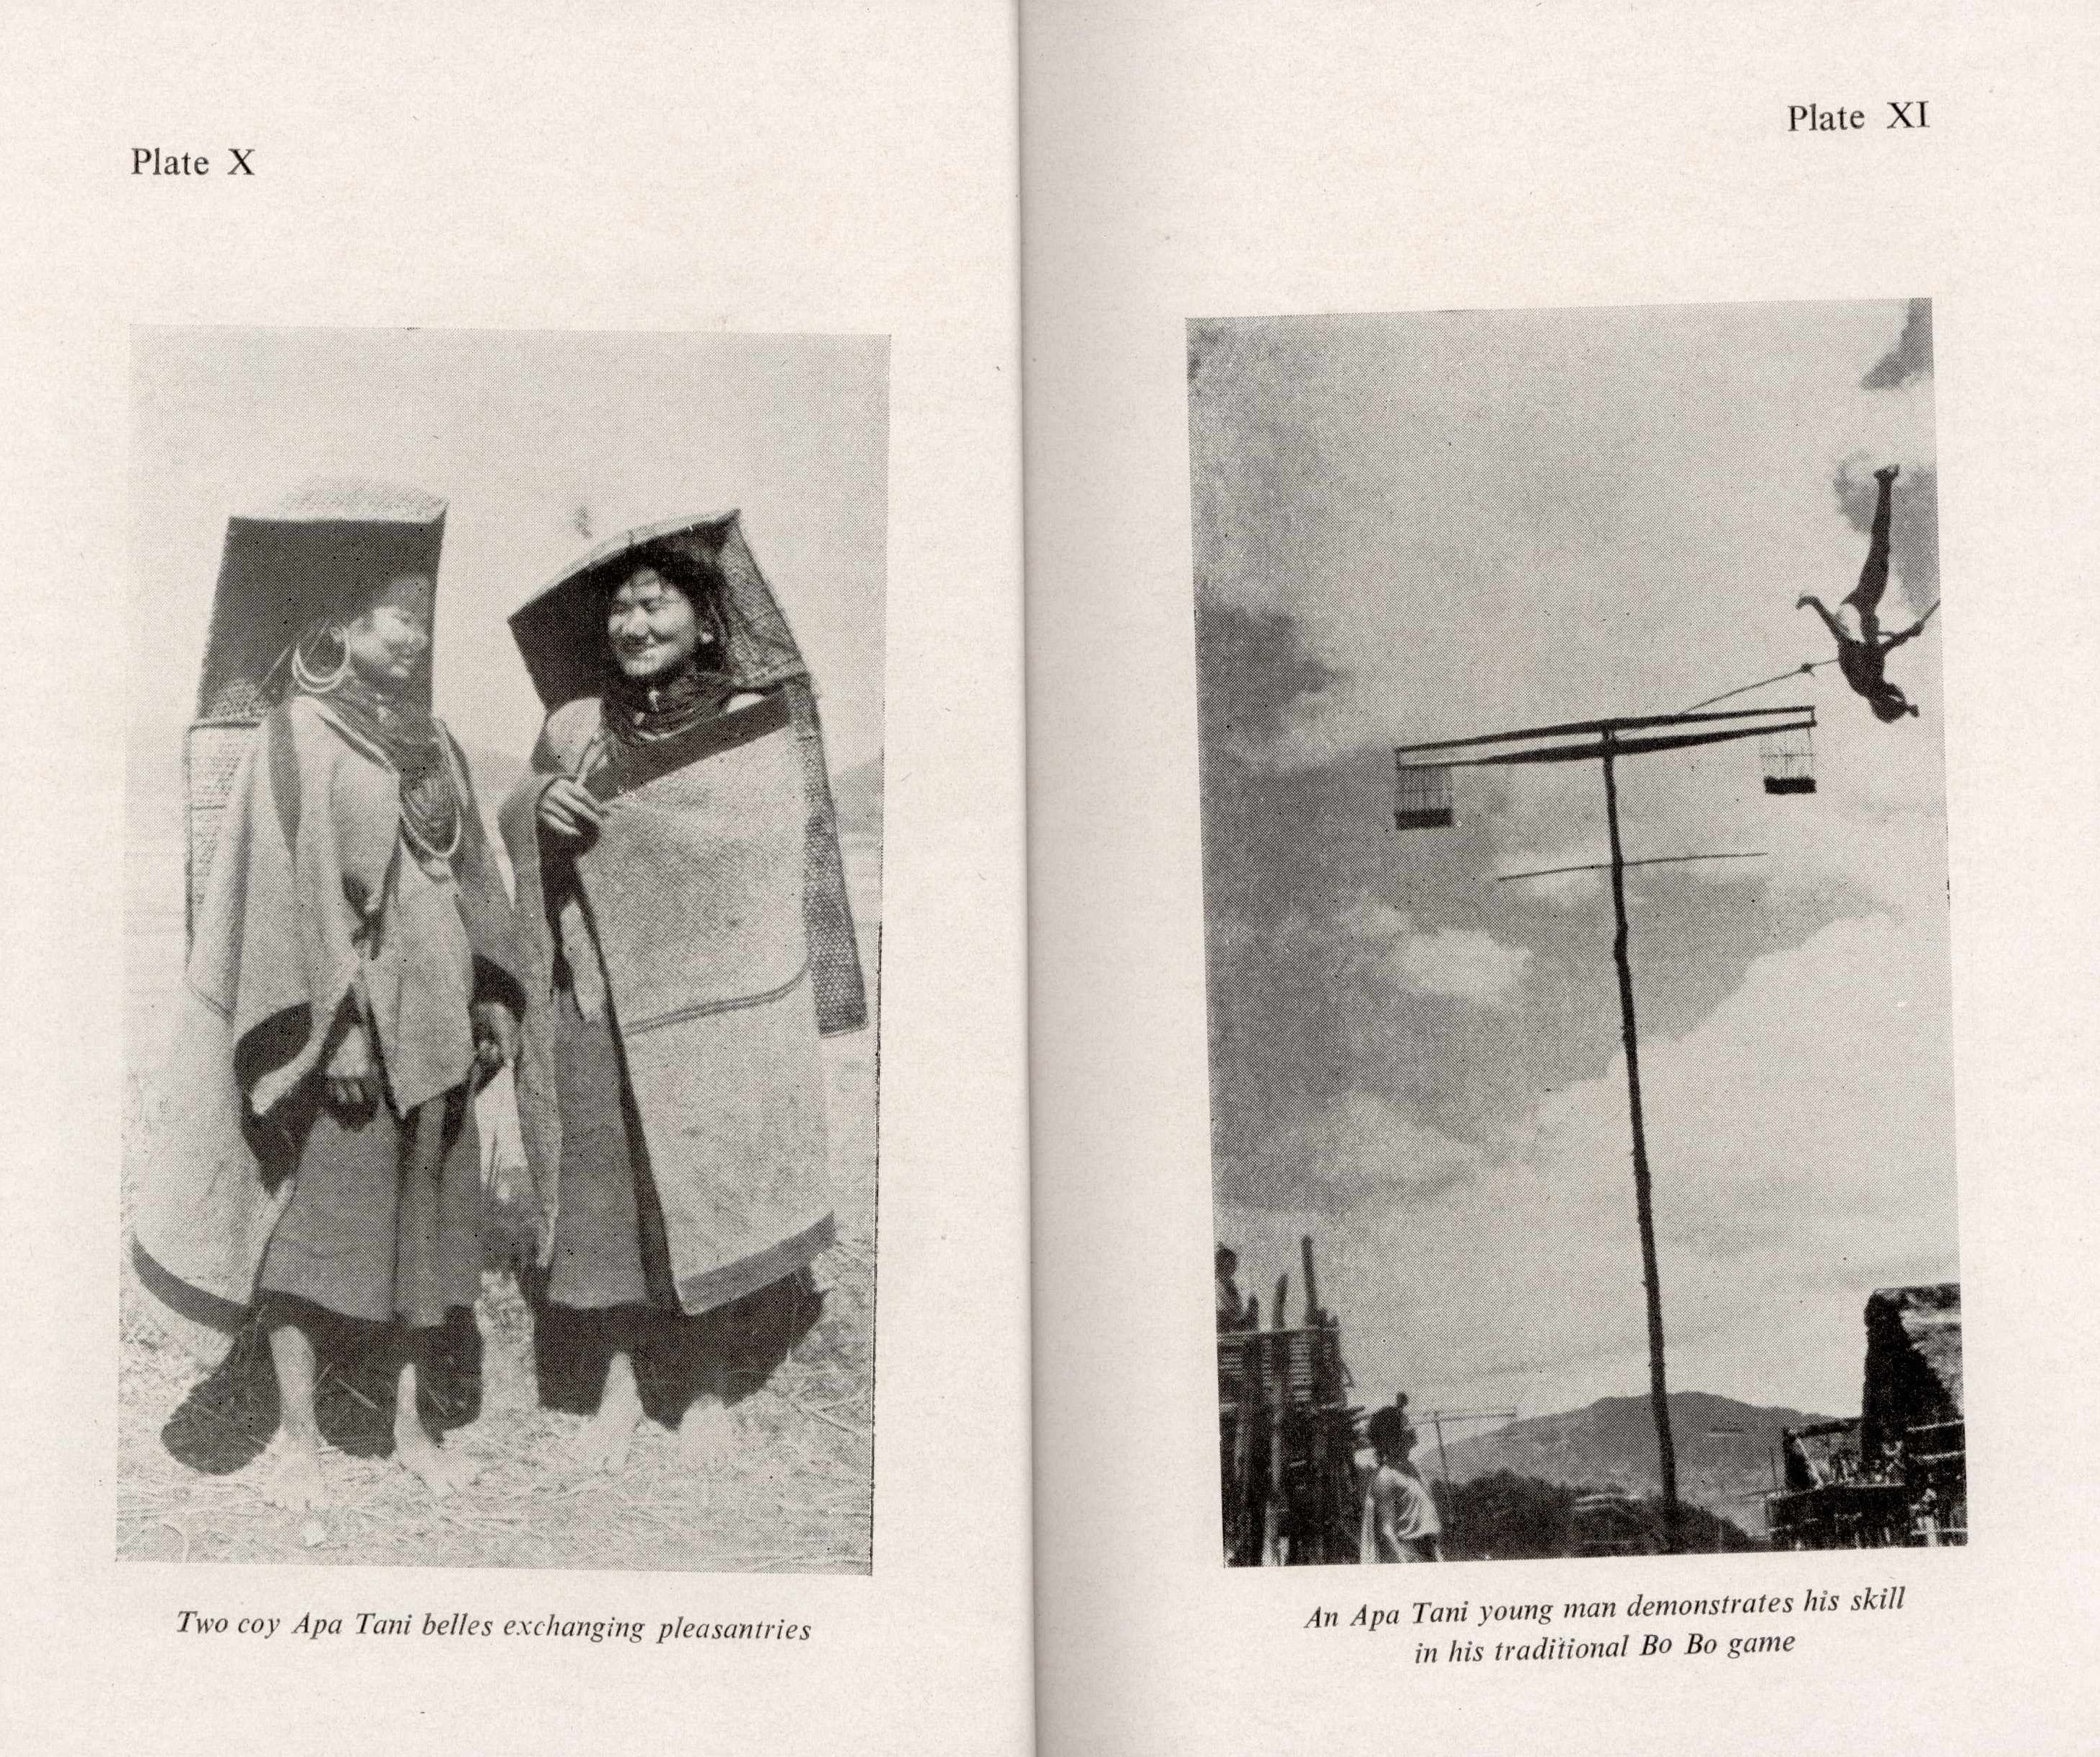 Plate X
Two coy Apa Tani belles exchanging pleasantries
Plate XI
An Apa Tani young man demonstrates his skill
in his traditional Bo Bo game